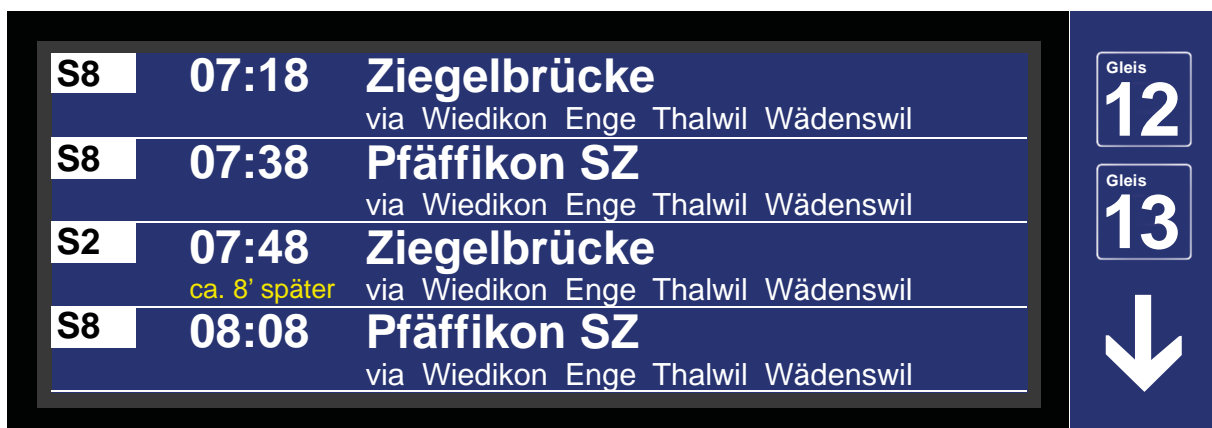 S8 07:18 Ziegelbrücke
via Wiedikon Enge Thalwil Wädenswil
S8 07:38 Pfäffikon SZ
via Wiedikon Enge Thalwil Wädenswil
S2 07:48 Ziegelbrücke
ca. 8’ später via Wiedikon Enge Thalwil Wädenswil
S8 08:08 Pfäffikon SZ
via Wiedikon Enge Thalwil Wädenswil
Gleis
12
Gleis
13